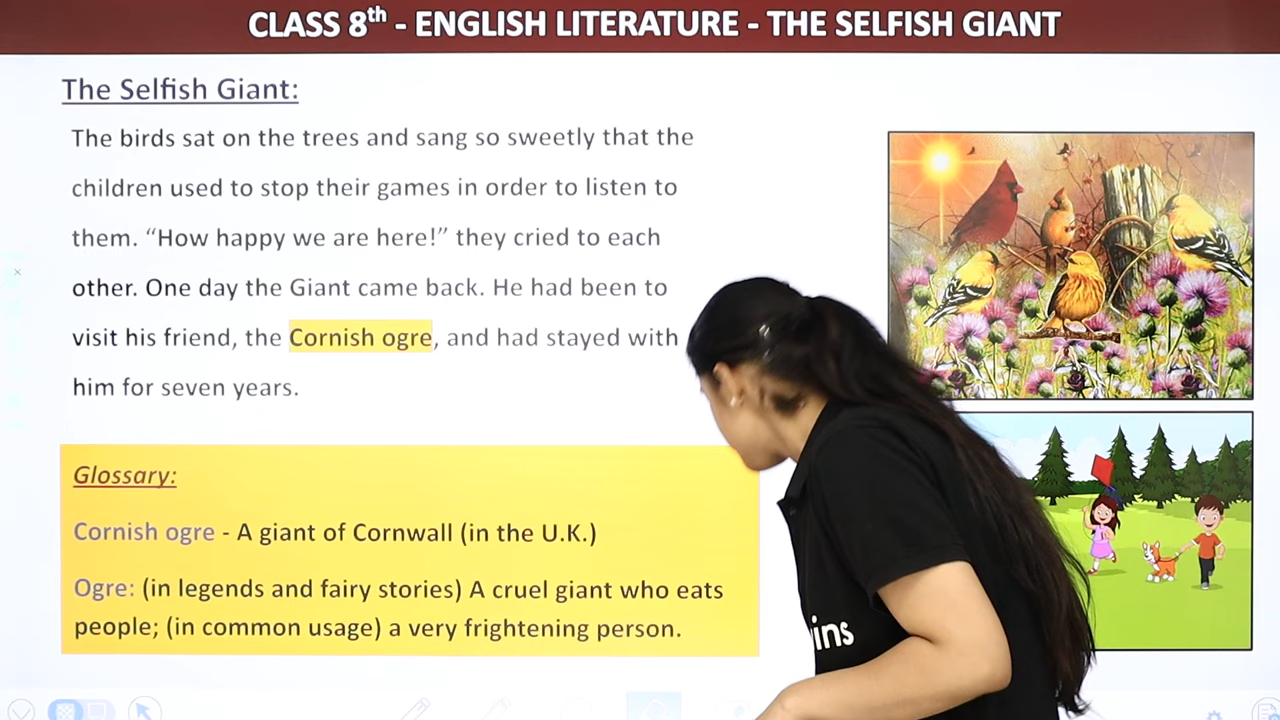 CLASS 8th - ENGLISH LITERATURE - THE SELFISH GIANT
The Selfish Giant:
The birds sat on the trees and sang so sweetly that the
children used to stop their games in order to listen to
them. “How happy we are here!” they cried to each
other. One day the Giant came back. He had been to
visit his friend, the Cornish ogre, and had stayed with
him for seven years.
Glossary:
Cornish ogre - A giant of Cornwall (in the U.K.)
Ogre: (in legends and fairy stories) A cruel giant who eats
people; (in common usage) a very frightening person.